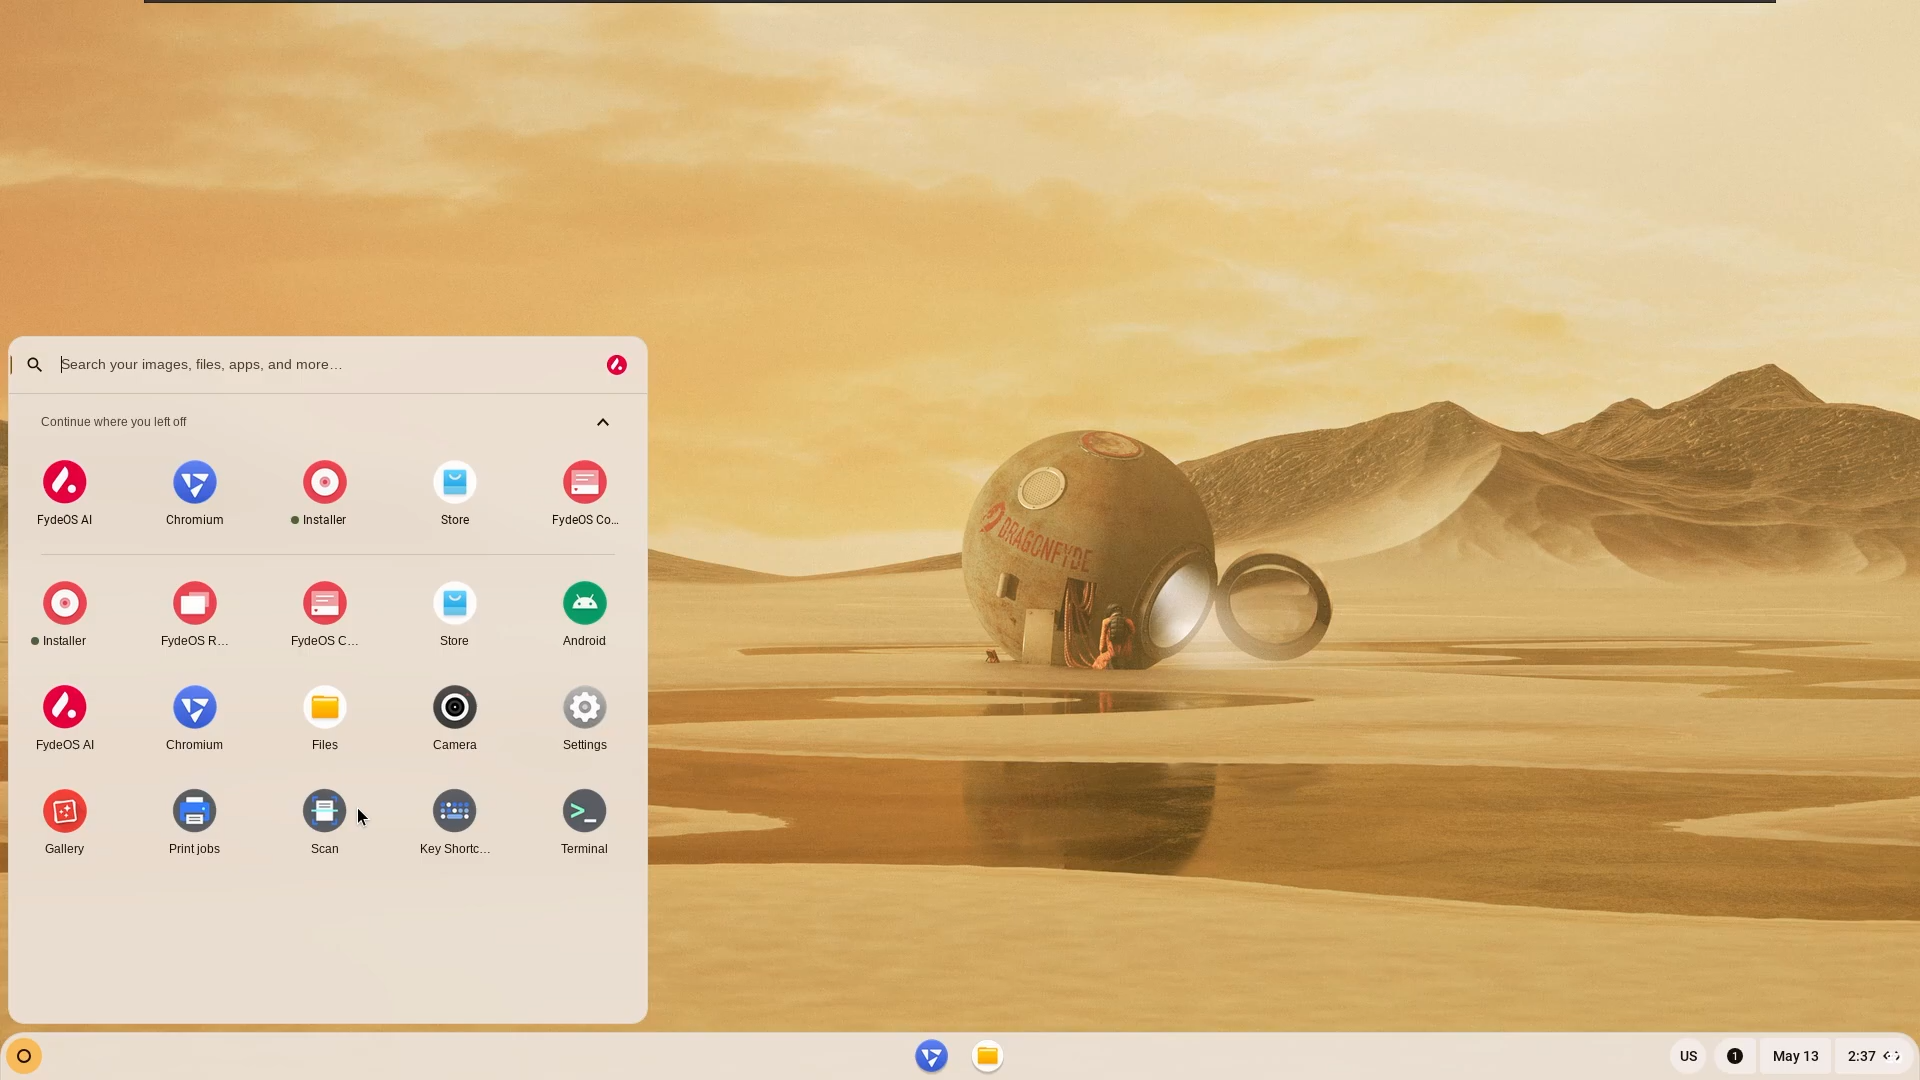 Search your images, files, apps, and more…
Continue where you left off
FydeOS AI
Chromium
Installer
Store
FydeOS Co…
Installer
FydeOS R…
FydeOS C…
Store
Android
FydeOS AI
Chromium
Files
Camera
Settings
Gallery
Print jobs
Scan
Key Shortc…
Terminal
DRAGONFYDE
US
1
May 13
2:37